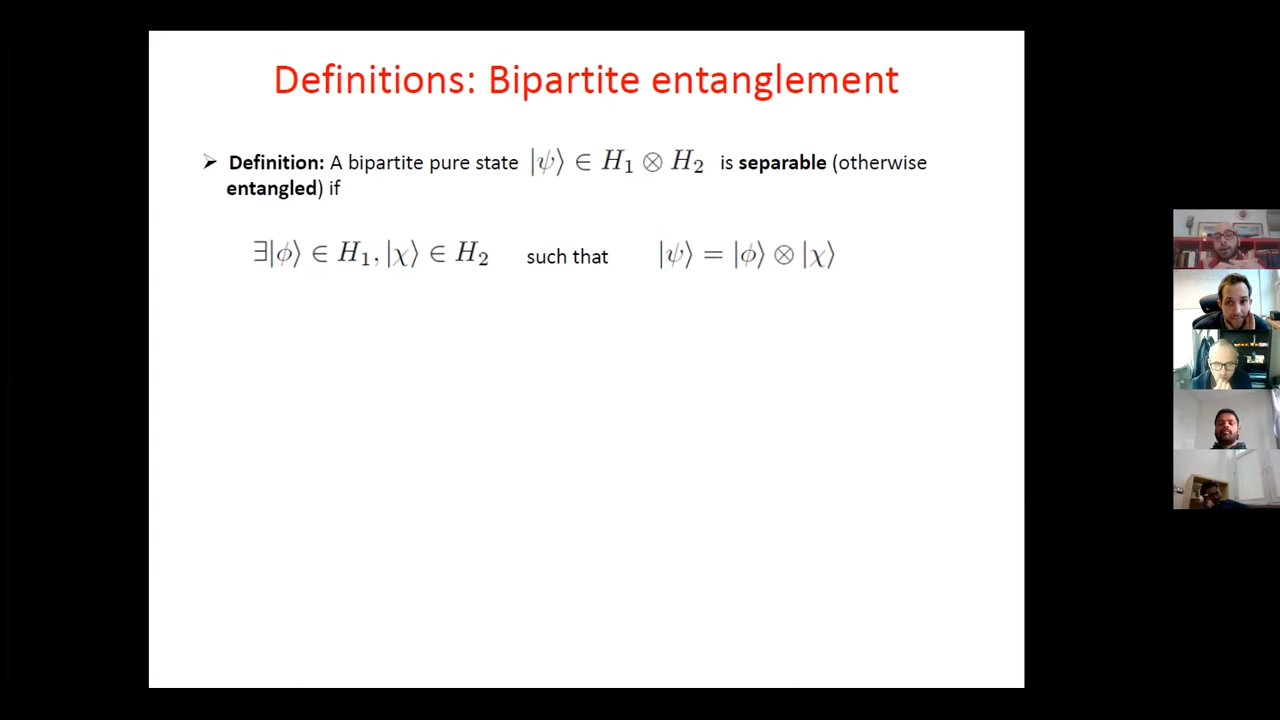 Definitions: Bipartite entanglement
➢ Definition: A bipartite pure state |ψ⟩ ∈ H₁ ⊗ H₂ is separable (otherwise
entangled) if
∃|ϕ⟩ ∈ H₁, |χ⟩ ∈ H₂ such that |ψ⟩ = |ϕ⟩ ⊗ |χ⟩